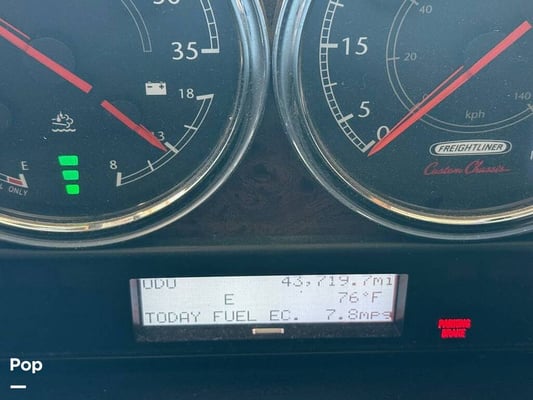 30
35
18
13
8
E
L ONLY
15
5
0
40
20
kph
140
FREIGHTLINER
Custom Chassis
ODO 43,719.7mi
E 76°F
TODAY FUEL EC. 7.8mpg
PARKING
BRAKE
Pop